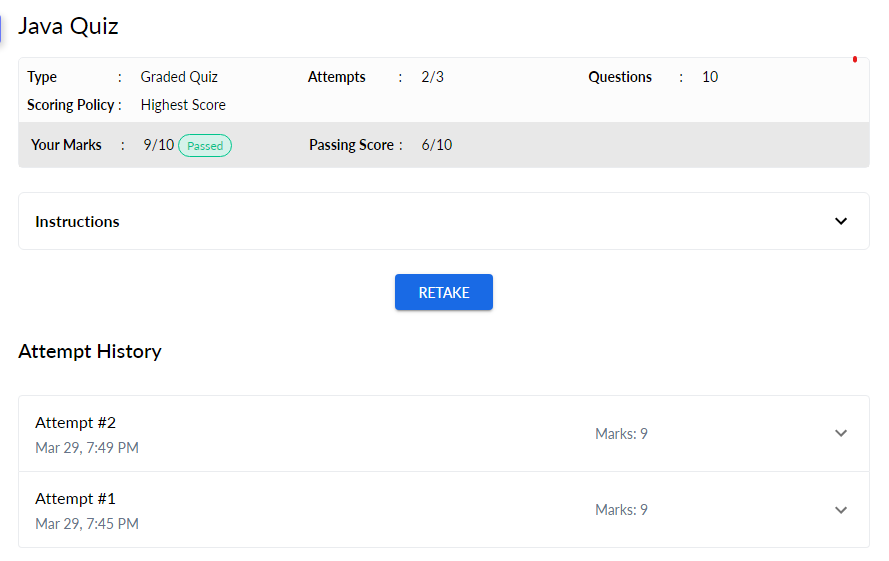 Java Quiz
Type : Graded Quiz Attempts : 2/3 Questions : 10
Scoring Policy : Highest Score
Your Marks : 9/10 Passed Passing Score : 6/10
Instructions
RETAKE
Attempt History
Attempt #2
Marks: 9
Mar 29, 7:49 PM
Attempt #1
Marks: 9
Mar 29, 7:45 PM